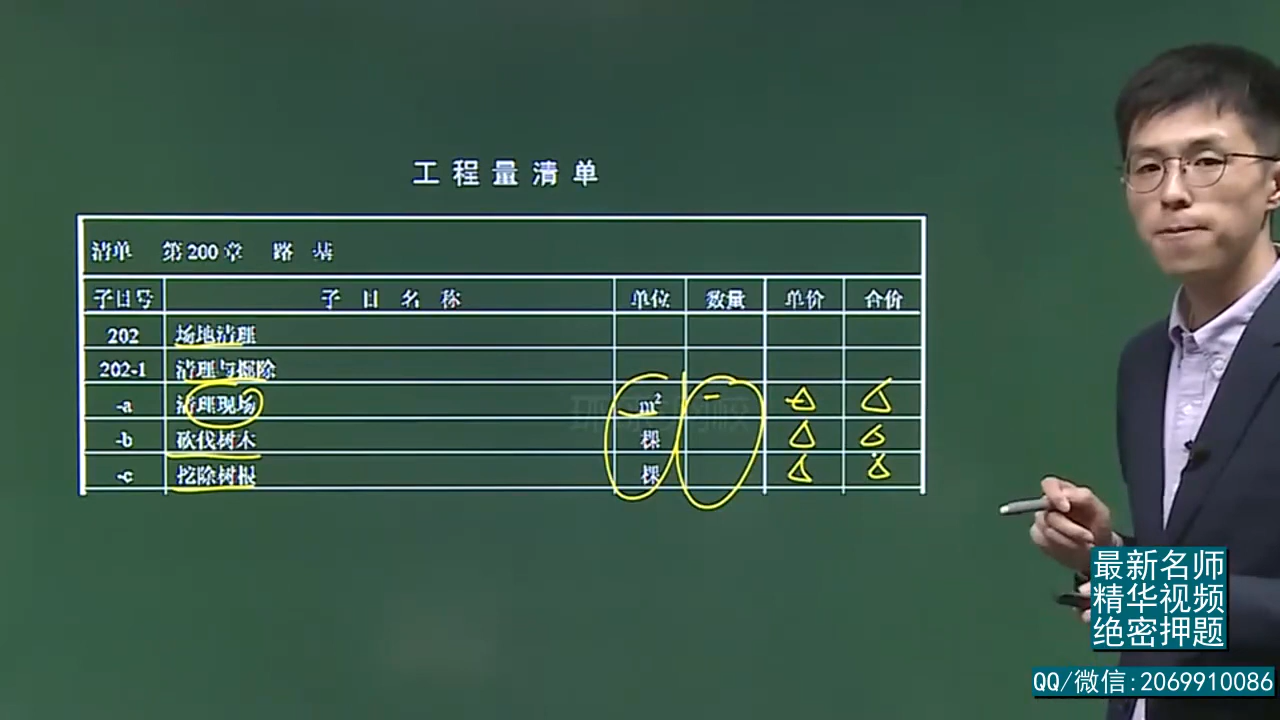 工程量清单
清单 第200章 路 基
子目号 子 目 名 称 单位 数量 单价 合价
202 场地清理
202-1 清理与掘除
-a 清理现场 m²
-b 砍伐树木 棵
-c 挖除树根 棵
最新名师
精华视频
绝密押题
QQ/微信:2069910086